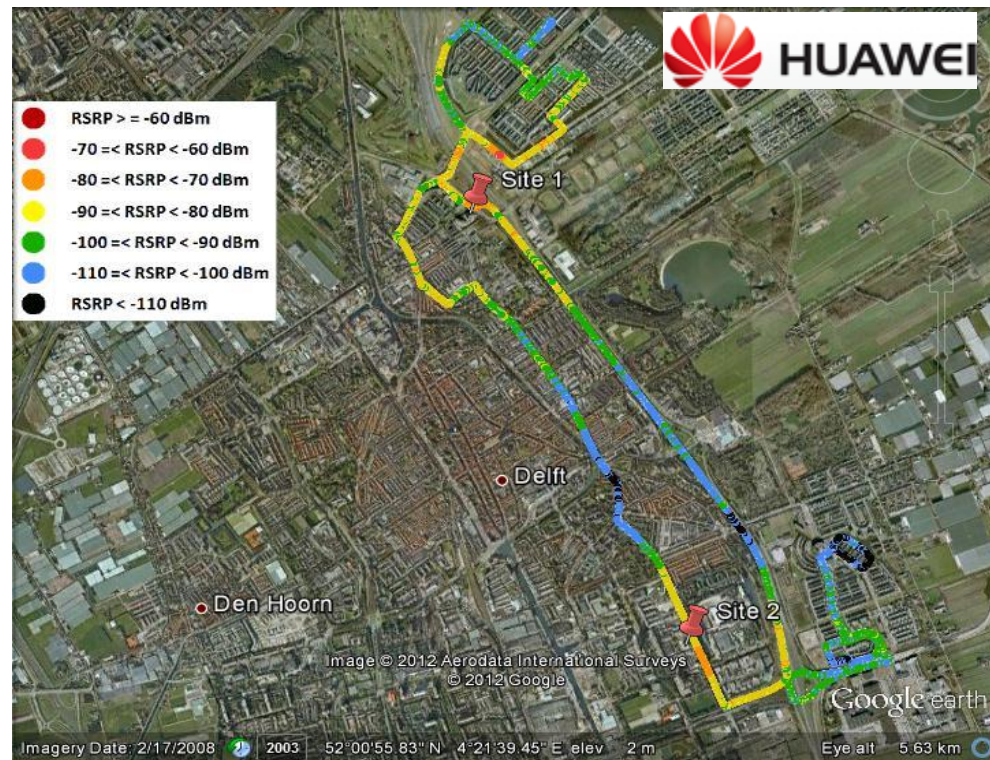 HUAWEI
RSRP > = -60 dBm
-70 =< RSRP < -60 dBm
-80 =< RSRP < -70 dBm
-90 =< RSRP < -80 dBm
-100 =< RSRP < -90 dBm
-110 =< RSRP < -100 dBm
RSRP < -110 dBm
Site 1
Delft
Den Hoorn
Site 2
Image © 2012 Aerodata International Surveys
© 2012 Google
Google earth
Imagery Date: 2/17/2008 2003 52°00'55.83" N 4°21'39.45" E elev 2 m Eye alt 5.63 km